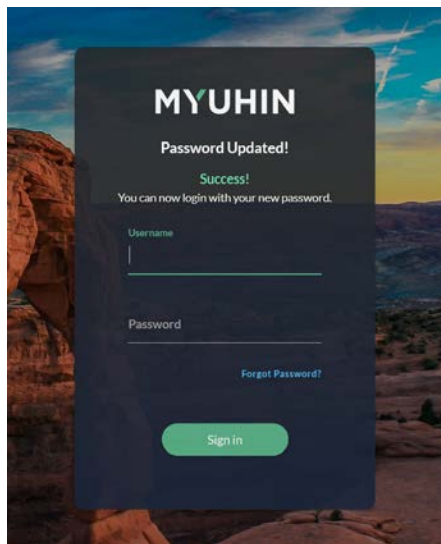 MYUHIN
Password Updated!
Success!
You can now login with your new password.
Username
Password
Forgot Password?
Sign in